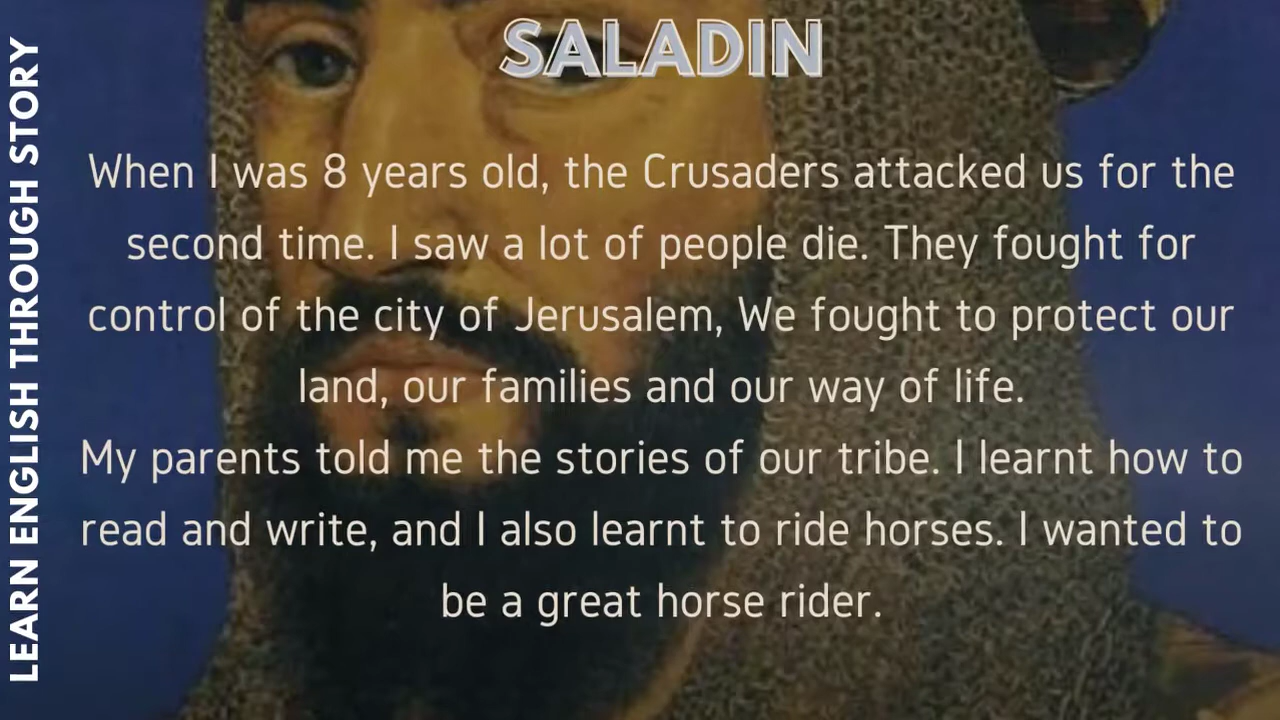 SALADIN
When I was 8 years old, the Crusaders attacked us for the
second time. I saw a lot of people die. They fought for
control of the city of Jerusalem, We fought to protect our
land, our families and our way of life.
My parents told me the stories of our tribe. I learnt how to
read and write, and I also learnt to ride horses. I wanted to
be a great horse rider.
LEARN ENGLISH THROUGH STORY